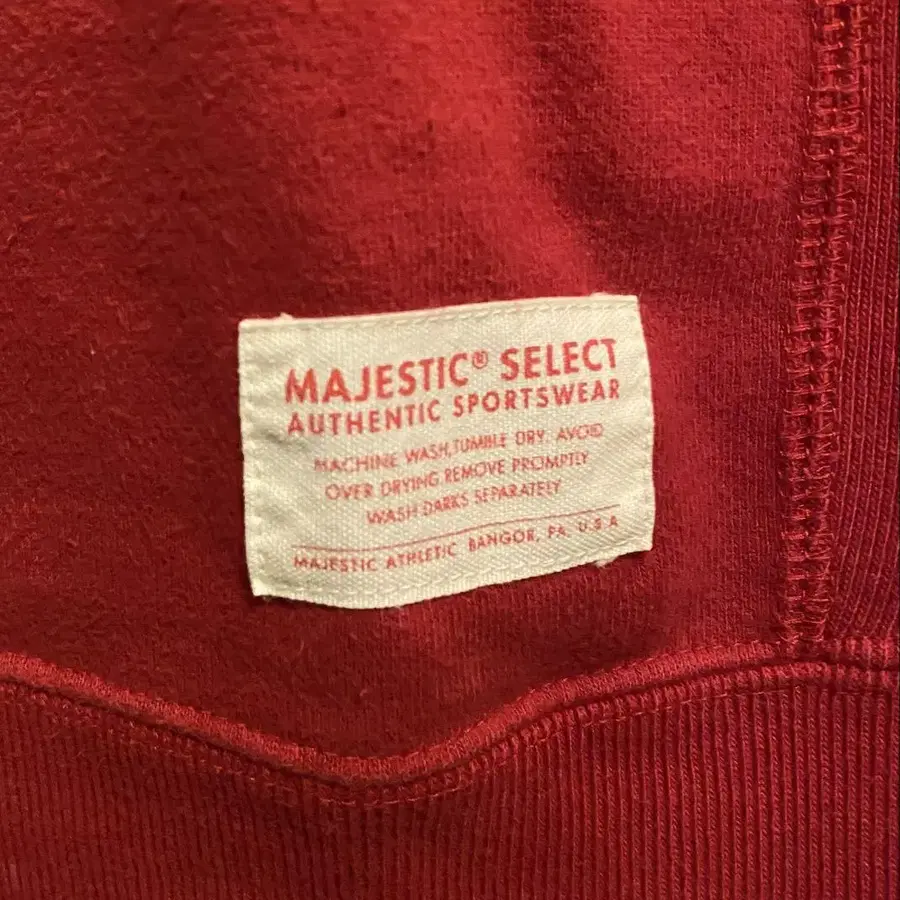 MAJESTIC® SELECT
AUTHENTIC SPORTSWEAR
MACHINE WASH, TUMBLE DRY. AVOID
OVER DRYING REMOVE PROMPTLY
WASH DARKS SEPARATELY
MAJESTIC ATHLETIC BANGOR, PA. U.S.A